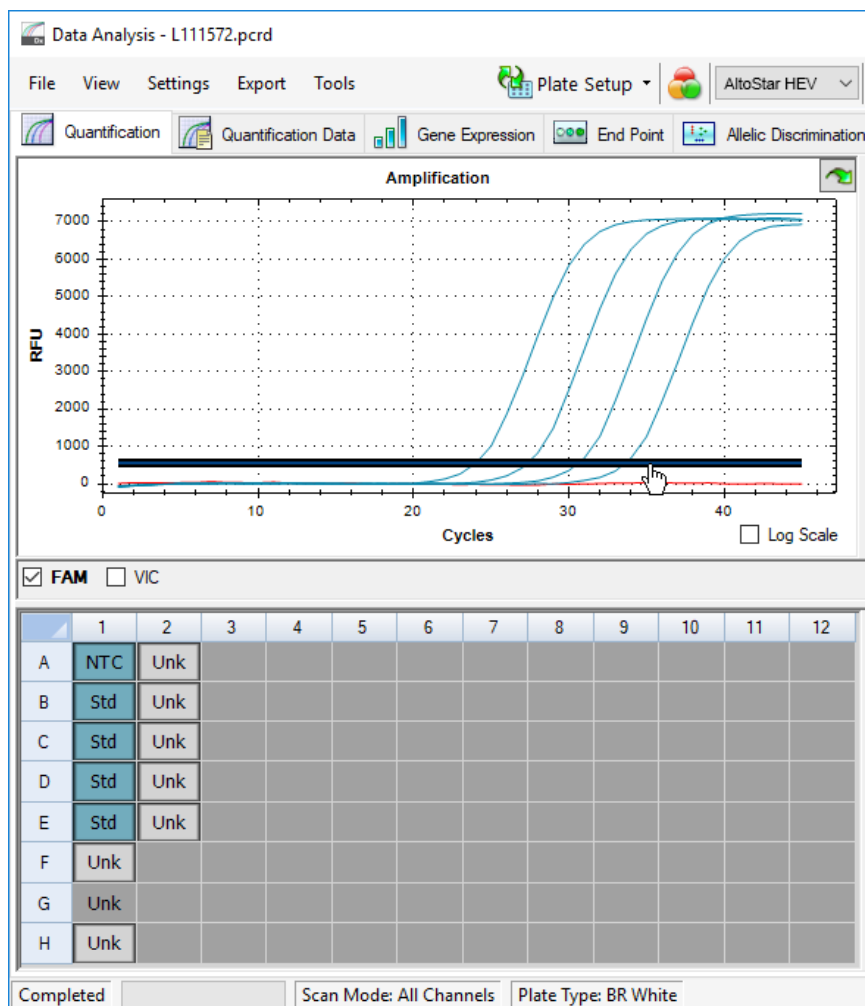 Data Analysis - L111572.pcrd
File View Settings Export Tools Plate Setup AltoStar HEV
Quantification Quantification Data Gene Expression End Point Allelic Discrimination
Amplification
7000
6000
5000
4000
3000
2000
1000
0
RFU
0 10 20 30 40
Cycles
Log Scale
FAM VIC
1 2 3 4 5 6 7 8 9 10 11 12
A NTC Unk
B Std Unk
C Std Unk
D Std Unk
E Std Unk
F Unk
G Unk
H Unk
Completed Scan Mode: All Channels Plate Type: BR White